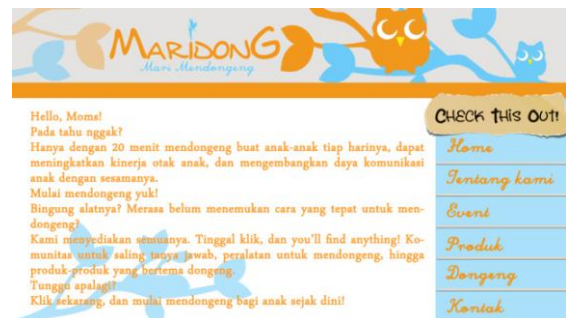 MARIDONG
Mari Mendongeng
Hello, Moms!
Pada tahu nggak?
Hanya dengan 20 menit mendongeng buat anak-anak tiap harinya, dapat
meningkatkan kinerja otak anak, dan mengembangkan daya komunikasi
anak dengan sesamanya.
Mulai mendongeng yuk!
Bingung alatnya? Merasa belum menemukan cara yang tepat untuk men-
dongeng?
Kami menyediakan semuanya. Tinggal klik, dan you'll find anything! Ko-
munitas untuk saling tanya jawab, peralatan untuk mendongeng, hingga
produk-produk yang bertema dongeng.
Tunggu apalagi?
Klik sekarang, dan mulai mendongeng bagi anak sejak dini!
CHECK THIS OUT!
Home
Tentang kami
Event
Produk
Dongeng
Kontak